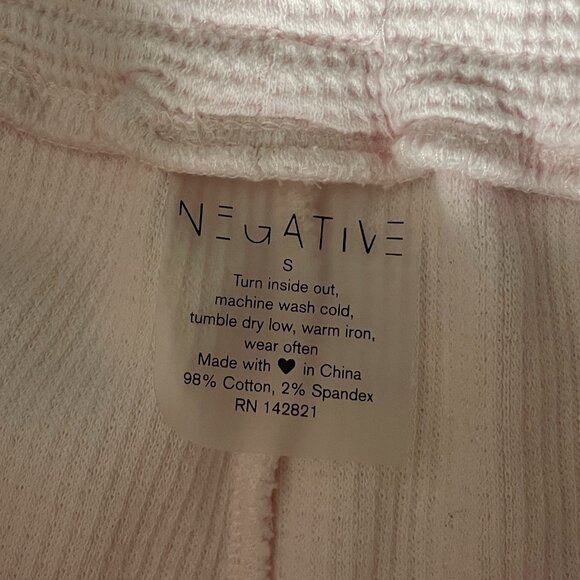 NEGATIVE
S
Turn inside out,
machine wash cold,
tumble dry low, warm iron,
wear often
Made with ♥ in China
98% Cotton, 2% Spandex
RN 142821